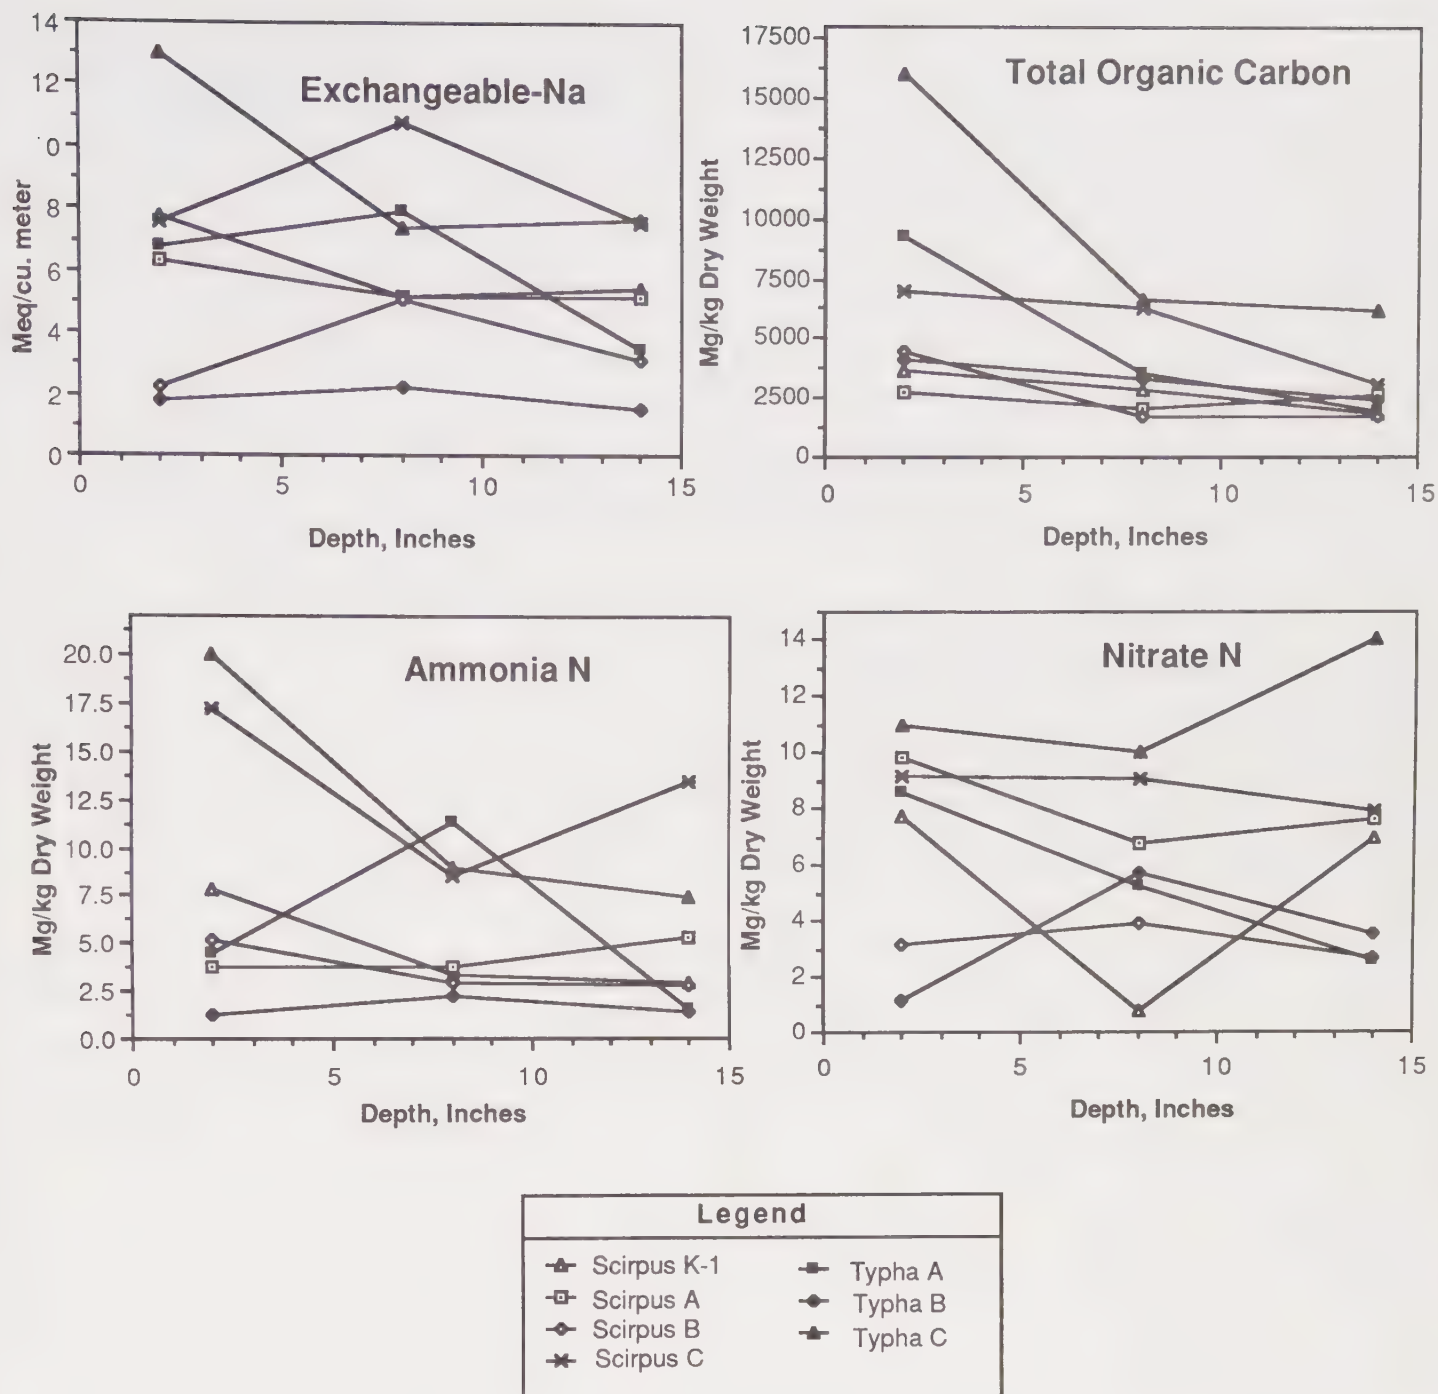 Exchangeable-Na
Meq/cu. meter
14
12
0
8
6
4
2
0
0 5 10 15
Depth, Inches
Total Organic Carbon
Mg/kg Dry Weight
17500
15000
12500
10000
7500
5000
2500
0
0 5 10 15
Depth, Inches
Ammonia N
Mg/kg Dry Weight
20.0
17.5
15.0
12.5
10.0
7.5
5.0
2.5
0.0
0 5 10 15
Depth, Inches
Nitrate N
Mg/kg Dry Weight
14
12
10
8
6
4
2
0
0 5 10 15
Depth, Inches
Legend
Scirpus K-1
Scirpus A
Scirpus B
Scirpus C
Typha A
Typha B
Typha C